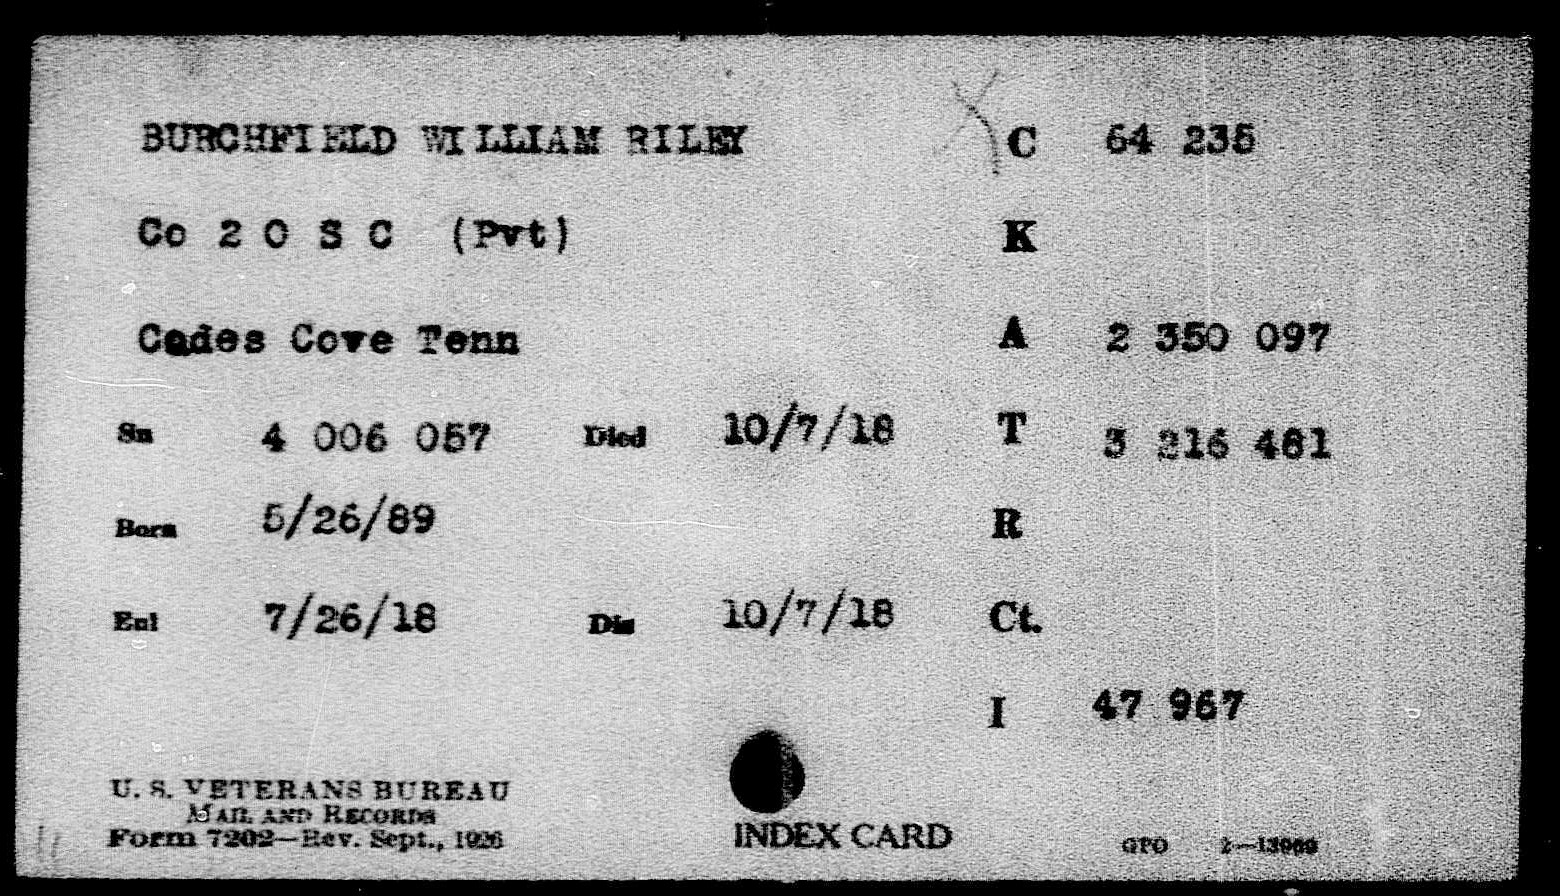 BURCHFIELD WILLIAM RILEY C 64 235
Co 2 O S C (Pvt) K
Cades Cove Tenn A 2 350 097
Sn 4 006 057 Died 10/7/18 T 3 216 481
Born 5/26/89 R
Enl 7/26/18 Dis 10/7/18 Ct.
I 47 967
U. S. VETERANS BUREAU
MAIL AND RECORDS
Form 7202—Rev. Sept., 1926
INDEX CARD
GPO